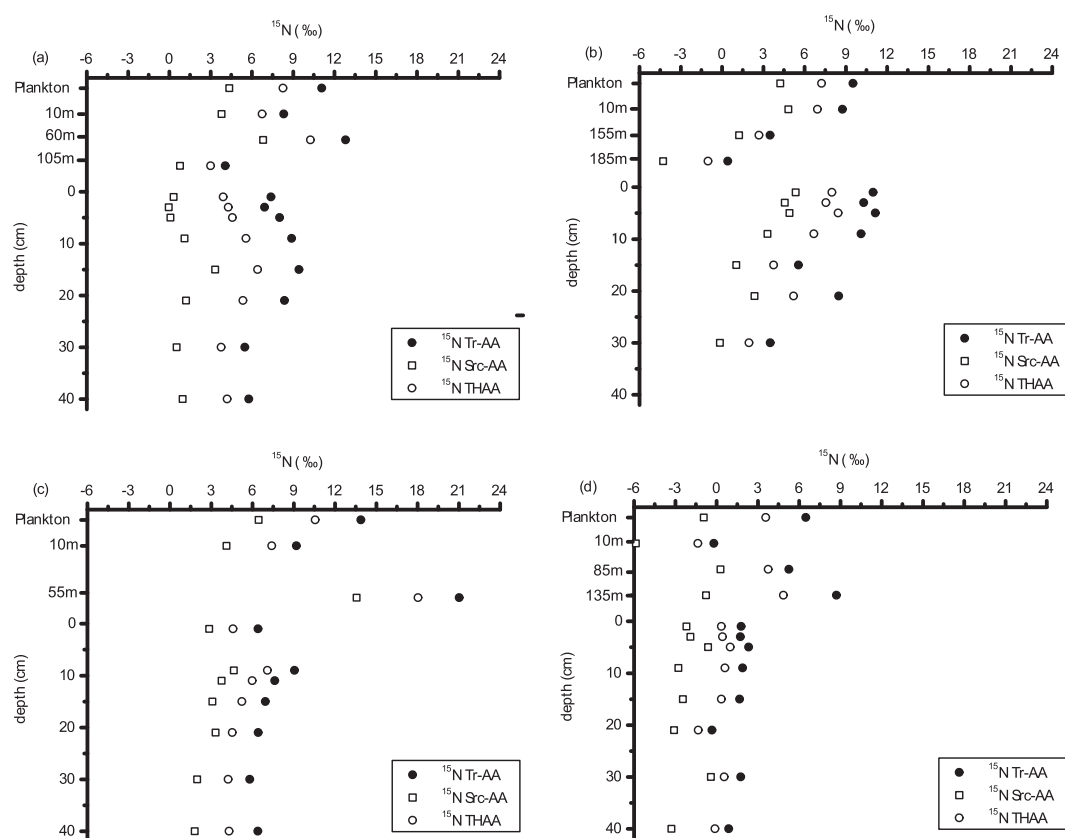 ¹⁵N ( ‰)
(a)
-6 -3 0 3 6 9 12 15 18 21 24
Plankton
10m
60m
105m
0
10
20
30
40
depth (cm)
¹⁵N Tr-AA
¹⁵N Src-AA
¹⁵N THAA
¹⁵N ( ‰)
(b)
-6 -3 0 3 6 9 12 15 18 21 24
Plankton
10m
155m
185m
0
10
20
30
40
depth (cm)
¹⁵N Tr-AA
¹⁵N Src-AA
¹⁵N THAA
¹⁵N ( ‰)
(c)
-6 -3 0 3 6 9 12 15 18 21 24
Plankton
10m
55m
0
10
20
30
40
depth (cm)
¹⁵N Tr-AA
¹⁵N Src-AA
¹⁵N THAA
¹⁵N ( ‰)
(d)
-6 -3 0 3 6 9 12 15 18 21 24
Plankton
10m
85m
135m
0
10
20
30
40
depth (cm)
¹⁵N Tr-AA
¹⁵N Src-AA
¹⁵N THAA